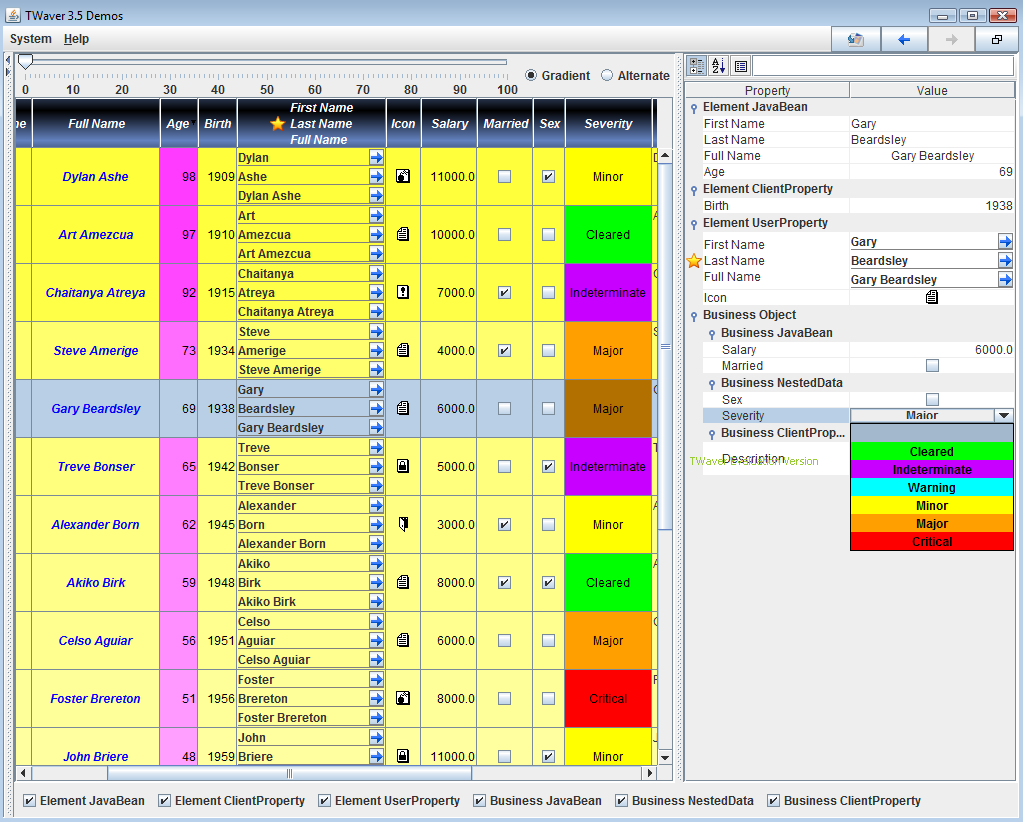 TWaver 3.5 Demos
System Help
0 10 20 30 40 50 60 70 80 90 100
Gradient Alternate
ne Full Name Age Birth First Name Last Name Full Name Icon Salary Married Sex Severity
Dylan Ashe 98 1909 Dylan Ashe Dylan Ashe 11000.0 Minor
Art Amezcua 97 1910 Art Amezcua Art Amezcua 10000.0 Cleared
Chaitanya Atreya 92 1915 Chaitanya Atreya Chaitanya Atreya 7000.0 Indeterminate
Steve Amerige 73 1934 Steve Amerige Steve Amerige 4000.0 Major
Gary Beardsley 69 1938 Gary Beardsley Gary Beardsley 6000.0 Major
Treve Bonser 65 1942 Treve Bonser Treve Bonser 5000.0 Indeterminate
Alexander Born 62 1945 Alexander Born Alexander Born 3000.0 Minor
Akiko Birk 59 1948 Akiko Birk Akiko Birk 8000.0 Cleared
Celso Aguiar 56 1951 Celso Aguiar Celso Aguiar 6000.0 Major
Foster Brereton 51 1956 Foster Brereton Foster Brereton 8000.0 Critical
John Briere 48 1959 John Briere 11000.0 Minor
Property Value
Element JavaBean
First Name Gary
Last Name Beardsley
Full Name Gary Beardsley
Age 69
Element ClientProperty
Birth 1938
Element UserProperty
First Name Gary
Last Name Beardsley
Full Name Gary Beardsley
Icon
Business Object
Business JavaBean
Salary 6000.0
Married
Business NestedData
Sex
Severity Major
Business ClientProp...
Description
TWaver Evaluation Version
Cleared
Indeterminate
Warning
Minor
Major
Critical
Element JavaBean Element ClientProperty Element UserProperty Business JavaBean Business NestedData Business ClientProperty